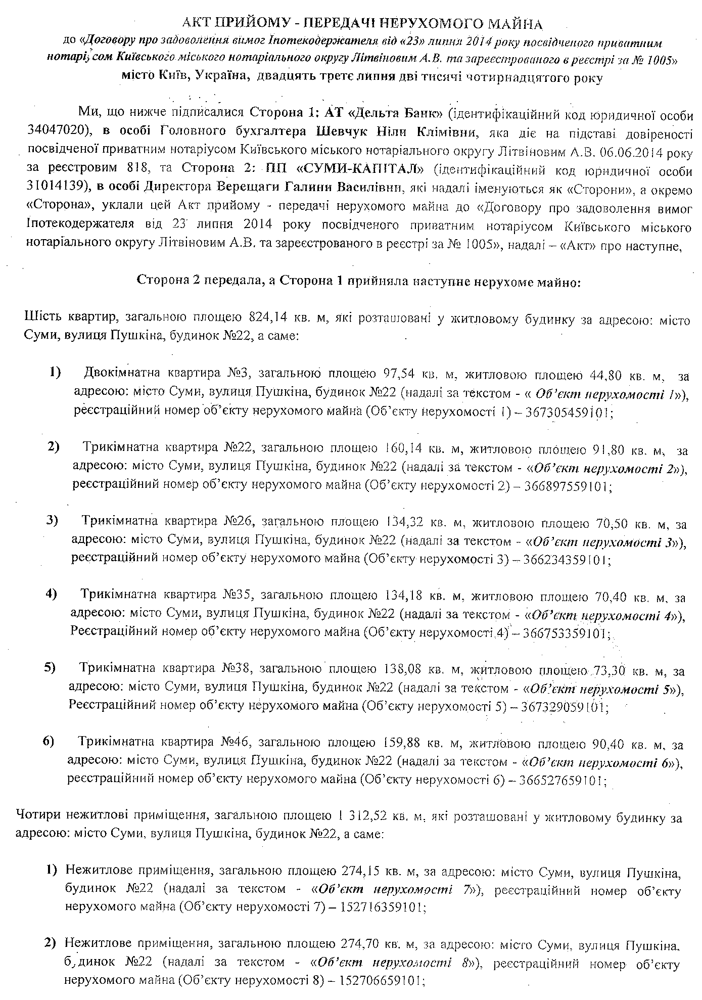 АКТ ПРИЙОМУ - ПЕРЕДАЧІ НЕРУХОМОГО МАЙНА
до «Договору про задоволення вимог Іпотекодержателя від «23» липня 2014 року посвідченого приватним
нотаріусом Київського міського нотаріального округу Літвіновим А.В. та зареєстрованого в реєстрі за № 1005»
місто Київ, Україна, двадцять третє липня дві тисячі чотирнадцятого року
Ми, що нижче підписалися Сторона 1: АТ «Дельта Банк» (ідентифікаційний код юридичної особи
34047020), в особі Головного бухгалтера Шевчук Ніли Клімівни, яка діє на підставі довіреності
посвідченої приватним нотаріусом Київського міського нотаріального округу Літвіновим А.В. 06.06.2014 року
за реєстровим 818, та Сторона 2: ПП «СУМИ-КАПІТАЛ» (ідентифікаційний код юридичної особи
31014139), в особі Директора Верещаги Галини Василівни, які надалі іменуються як «Сторони», а окремо
«Сторона», уклали цей Акт прийому - передачі нерухомого майна до «Договору про задоволення вимог
Іпотекодержателя від 23 липня 2014 року посвідченого приватним нотаріусом Київського міського
нотаріального округу Літвіновим А.В. та зареєстрованого в реєстрі за № 1005», надалі – «Акт» про наступне,
Сторона 2 передала, а Сторона 1 прийняла наступне нерухоме майно:
Шість квартир, загальною площею 824,14 кв. м, які розташовані у житловому будинку за адресою: місто
Суми, вулиця Пушкіна, будинок №22, а саме:
1) Двокімнатна квартира №3, загальною площею 97,54 кв. м, житловою площею 44,80 кв. м, за
адресою: місто Суми, вулиця Пушкіна, будинок №22 (надалі за текстом - « Об’єкт нерухомості 1»),
реєстраційний номер об’єкту нерухомого майна (Об’єкту нерухомості 1) – 367305459101;
2) Трикімнатна квартира №22, загальною площею 160,14 кв. м, житловою площею 91,80 кв. м, за
адресою: місто Суми, вулиця Пушкіна, будинок №22 (надалі за текстом - «Об’єкт нерухомості 2»),
реєстраційний номер об’єкту нерухомого майна (Об’єкту нерухомості 2) – 366897559101;
3) Трикімнатна квартира №26, загальною площею 134,32 кв. м, житловою площею 70,50 кв. м, за
адресою: місто Суми, вулиця Пушкіна, будинок №22 (надалі за текстом - «Об’єкт нерухомості 3»),
реєстраційний номер об’єкту нерухомого майна (Об’єкту нерухомості 3) – 366234359101;
4) Трикімнатна квартира №35, загальною площею 134,18 кв. м, житловою площею 70,40 кв. м, за
адресою: місто Суми, вулиця Пушкіна, будинок №22 (надалі за текстом - «Об’єкт нерухомості 4»),
Реєстраційний номер об’єкту нерухомого майна (Об’єкту нерухомості 4) – 366753359101;
5) Трикімнатна квартира №38, загальною площею 138,08 кв. м, житловою площею 73,30 кв. м, за
адресою: місто Суми, вулиця Пушкіна, будинок №22 (надалі за текстом - «Об’єкт нерухомості 5»),
Реєстраційний номер об’єкту нерухомого майна (Об’єкту нерухомості 5) – 367329059101;
6) Трикімнатна квартира №46, загальною площею 159,88 кв. м, житловою площею 90,40 кв. м, за
адресою: місто Суми, вулиця Пушкіна, будинок №22 (надалі за текстом - «Об’єкт нерухомості 6»),
реєстраційний номер об’єкту нерухомого майна (Об’єкту нерухомості 6) – 366527659101;
Чотири нежитлові приміщення, загальною площею 1 312,52 кв. м, які розташовані у житловому будинку за
адресою: місто Суми, вулиця Пушкіна, будинок №22, а саме:
1) Нежитлове приміщення, загальною площею 274,15 кв. м, за адресою: місто Суми, вулиця Пушкіна,
будинок №22 (надалі за текстом - «Об’єкт нерухомості 7»), реєстраційний номер об’єкту
нерухомого майна (Об’єкту нерухомості 7) – 152716359101;
2) Нежитлове приміщення, загальною площею 274,70 кв. м, за адресою: місто Суми, вулиця Пушкіна,
будинок №22 (надалі за текстом - «Об’єкт нерухомості 8»), реєстраційний номер об’єкту
нерухомого майна (Об’єкту нерухомості 8) – 152706659101;